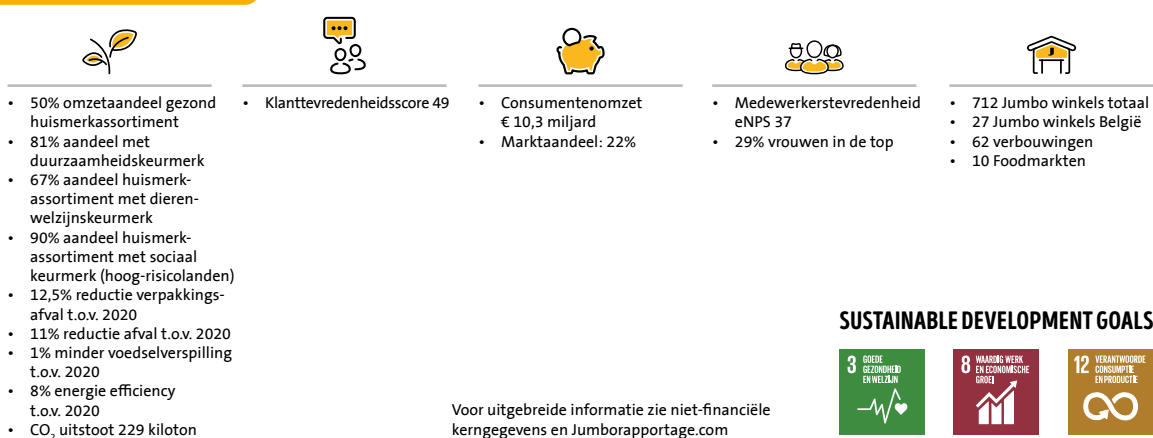 • 50% omzetaandeel gezond
huismerkassortiment
• 81% aandeel met
duurzaamheidskeurmerk
• 67% aandeel huismerk-
assortiment met dieren-
welzijnskeurmerk
• 90% aandeel huismerk-
assortiment met sociaal
keurmerk (hoog-risicolanden)
• 12,5% reductie verpakkings-
afval t.o.v. 2020
• 11% reductie afval t.o.v. 2020
• 1% minder voedselverspilling
t.o.v. 2020
• 8% energie efficiency
t.o.v. 2020
• CO₂ uitstoot 229 kiloton
• Klanttevredenheidsscore 49
• Consumentenomzet
€ 10,3 miljard
• Marktaandeel: 22%
• Medewerkerstevredenheid
eNPS 37
• 29% vrouwen in de top
J
• 712 Jumbo winkels totaal
• 27 Jumbo winkels België
• 62 verbouwingen
• 10 Foodmarkten
Voor uitgebreide informatie zie niet-financiële
kerngegevens en Jumborapportage.com
SUSTAINABLE DEVELOPMENT GOALS
3 GOEDE
GEZONDHEID
EN WELZIJN
8 WAARDIG WERK
EN ECONOMISCHE
GROEI
12 VERANTWOORDE
CONSUMPTIE
EN PRODUCTIE